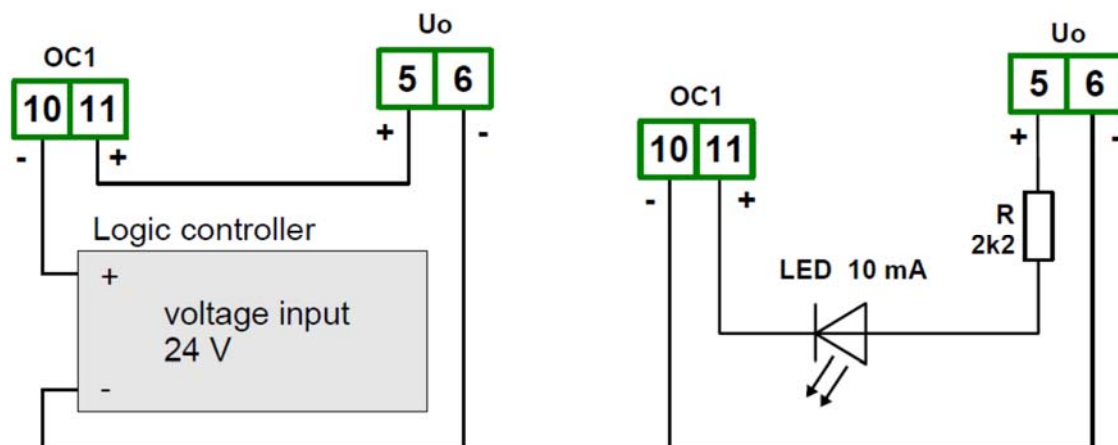 OC1
10 11
- +
Uo
5 6
+ -
Logic controller
+
voltage input
24 V
-
OC1
10 11
- +
Uo
5 6
+ -
R
2k2
LED 10 mA